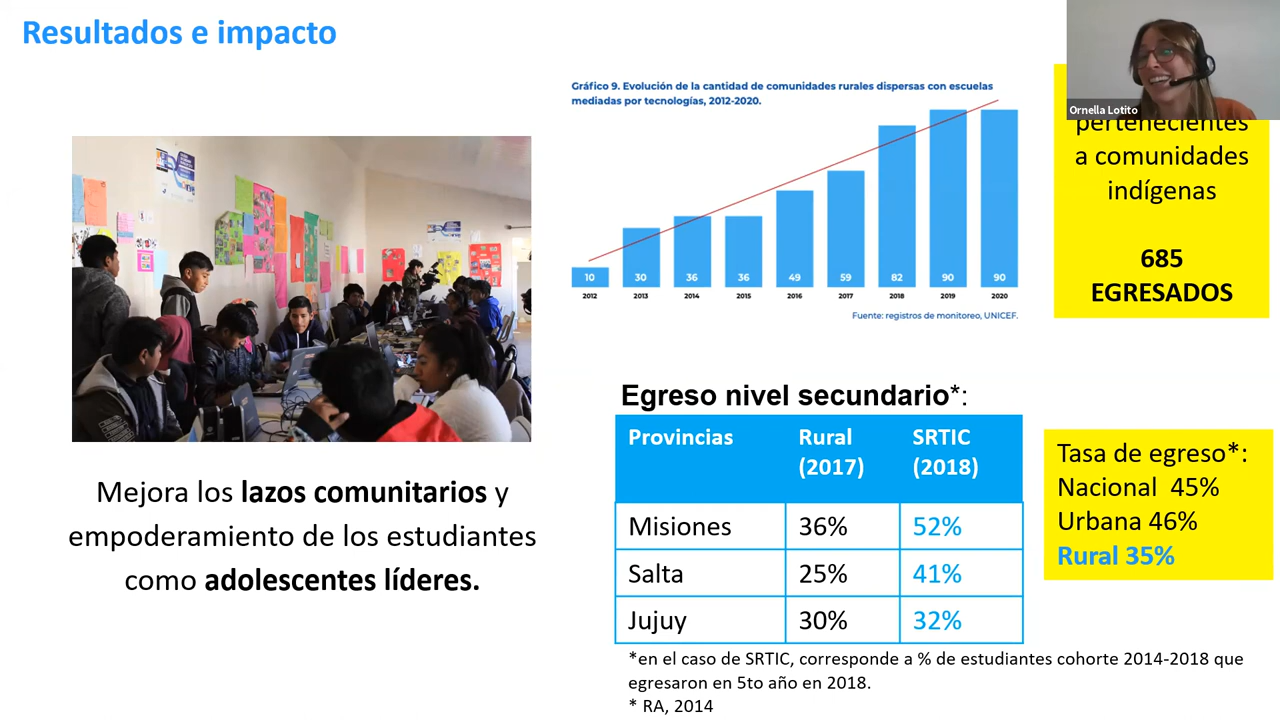 Resultados e impacto
Gráfico 9. Evolución de la cantidad de comunidades rurales dispersas con escuelas
mediadas por tecnologías, 2012-2020.
10 30 36 36 49 59 82 90 90
2012 2013 2014 2015 2016 2017 2018 2019 2020
Fuente: registros de monitoreo, UNICEF.
Ornella Lotito
pertenecientes
a comunidades
indígenas
685
EGRESADOS
Mejora los lazos comunitarios y
empoderamiento de los estudiantes
como adolescentes líderes.
Egreso nivel secundario*:
Provincias Rural SRTIC
(2017) (2018)
Misiones 36% 52%
Salta 25% 41%
Jujuy 30% 32%
*en el caso de SRTIC, corresponde a % de estudiantes cohorte 2014-2018 que
egresaron en 5to año en 2018.
* RA, 2014
Tasa de egreso*:
Nacional 45%
Urbana 46%
Rural 35%